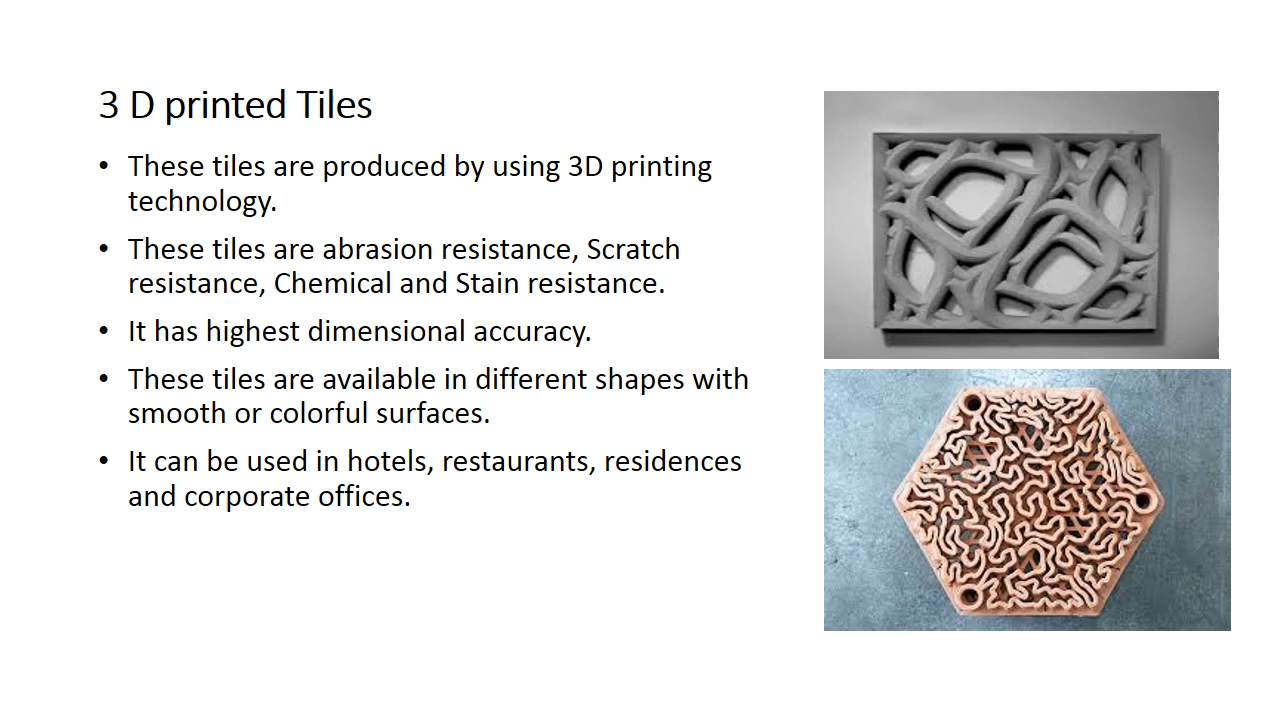 3 D printed Tiles
• These tiles are produced by using 3D printing
technology.
• These tiles are abrasion resistance, Scratch
resistance, Chemical and Stain resistance.
• It has highest dimensional accuracy.
• These tiles are available in different shapes with
smooth or colorful surfaces.
• It can be used in hotels, restaurants, residences
and corporate offices.